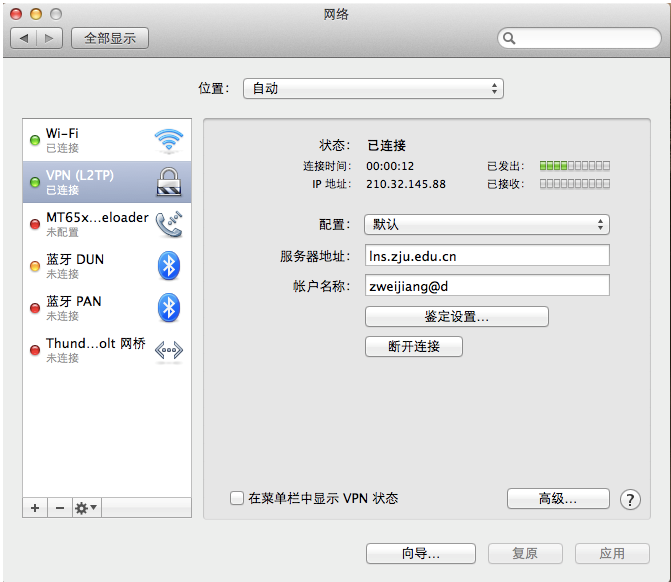 网络
全部显示
位置： 自动
Wi-Fi
已连接
VPN (L2TP)
已连接
MT65x...eloader
未配置
蓝牙 DUN
未连接
蓝牙 PAN
未连接
Thund...olt 网桥
未连接
状态： 已连接
连接时间： 00:00:12 已发出：
IP 地址： 210.32.145.88 已接收：
配置： 默认
服务器地址： lns.zju.edu.cn
帐户名称： zweijiang@d
鉴定设置...
断开连接
在菜单栏中显示 VPN 状态
高级...
?
向导...
复原
应用